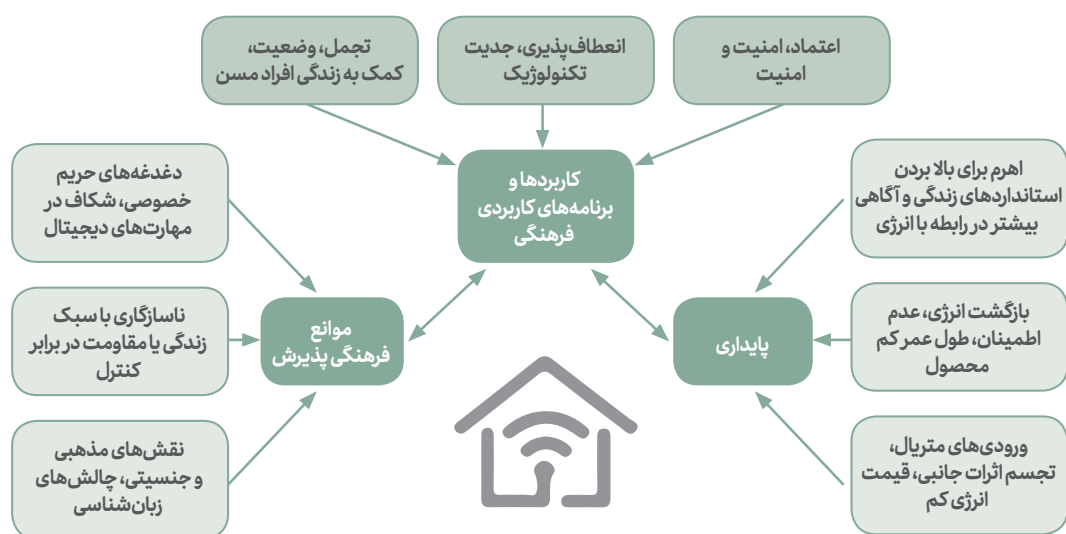 اعتماد، امنیت و
امنیت
انعطاف‌پذیری، جدیت
تکنولوژیک
تجمل، وضعیت،
کمک به زندگی افراد مسن
کاربردها و
برنامه‌های کاربردی
فرهنگی
اهرم برای بالا بردن
استانداردهای زندگی و آگاهی
بیشتر در رابطه با انرژی
بازگشت انرژی، عدم
اطمینان، طول عمر کم
محصول
ورودی‌های متریال،
تجسم اثرات جانبی، قیمت
انرژی کم
پایداری
موانع
فرهنگی پذیرش
دغدغه‌های حریم
خصوصی، شکاف در
مهارت‌های دیجیتال
ناسازگاری با سبک
زندگی یا مقاومت در برابر
کنترل
نقش‌های مذهبی
و جنسیتی، چالش‌های
زبان‌شناسی